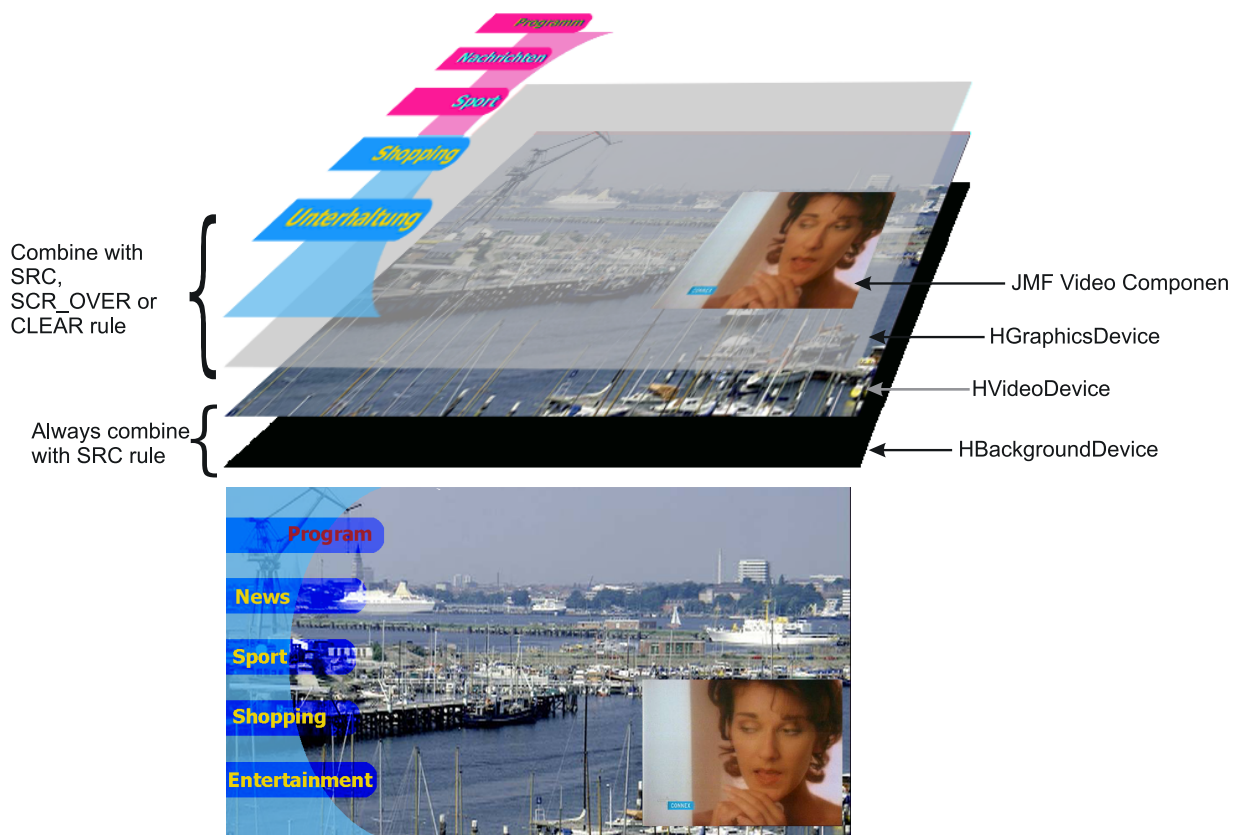 Programm
Nachrichten
Sport
Shopping
Unterhaltung
Combine with
SRC,
SCR_OVER or
CLEAR rule
JMF Video Componen
HGraphicsDevice
HVideoDevice
Always combine
with SRC rule
HBackgroundDevice
Program
News
Sport
Shopping
Entertainment